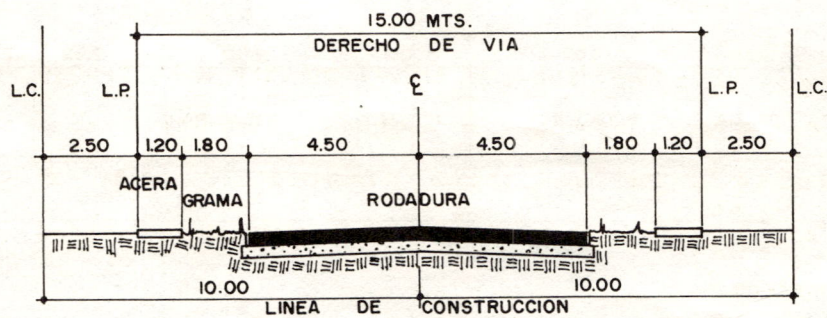 15.00 MTS.
DERECHO DE VIA
L.C. L.P. ℄ L.P. L.C.
2.50 1.20 1.80 4.50 4.50 1.80 1.20 2.50
ACERA
GRAMA RODADURA
10.00 10.00
LINEA DE CONSTRUCCION